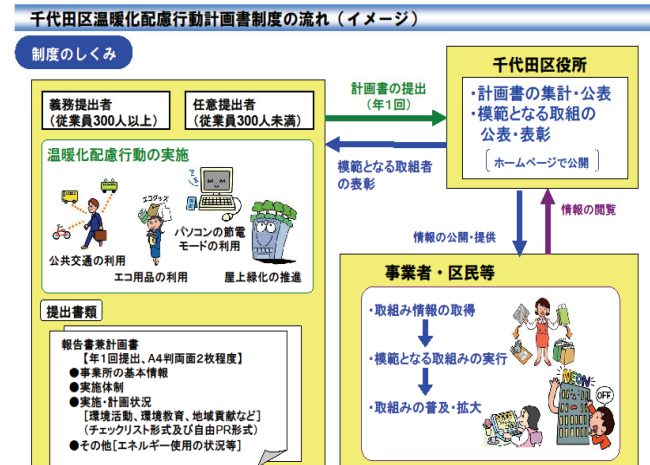 千代田区温暖化配慮行動計画書制度の流れ（イメージ）
制度のしくみ
義務提出者
（従業員300人以上）
任意提出者
（従業員300人未満）
温暖化配慮行動の実施
エコグッズ
公共交通の利用
エコ用品の利用
パソコンの節電
モードの利用
屋上緑化の推進
提出書類
報告書兼計画書
【年1回提出、A4判両面2枚程度】
●事業所の基本情報
●実施体制
●実施・計画状況
［環境活動、環境教育、地域貢献など］
（チェックリスト形式及び自由PR形式）
●その他［エネルギー使用の状況等］
計画書の提出
（年1回）
模範となる取組者
の表彰
千代田区役所
・計画書の集計・公表
・模範となる取組の
公表・表彰
［ホームページで公開］
情報の公開・提供
情報の閲覧
事業者・区民等
・取組み情報の取得
・模範となる取組みの実行
・取組みの普及・拡大
NEON
OFF